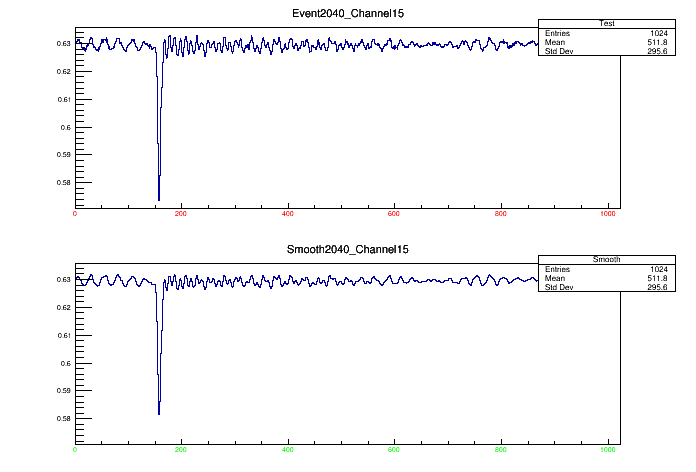 Event2040_Channel15
Test
Entries 1024
Mean 511.8
Std Dev 295.6
0.63
0.62
0.61
0.6
0.59
0.58
0 200 400 600 800 1000
Smooth2040_Channel15
Smooth
Entries 1024
Mean 511.8
Std Dev 295.6
0.63
0.62
0.61
0.6
0.59
0.58
0 200 400 600 800 1000